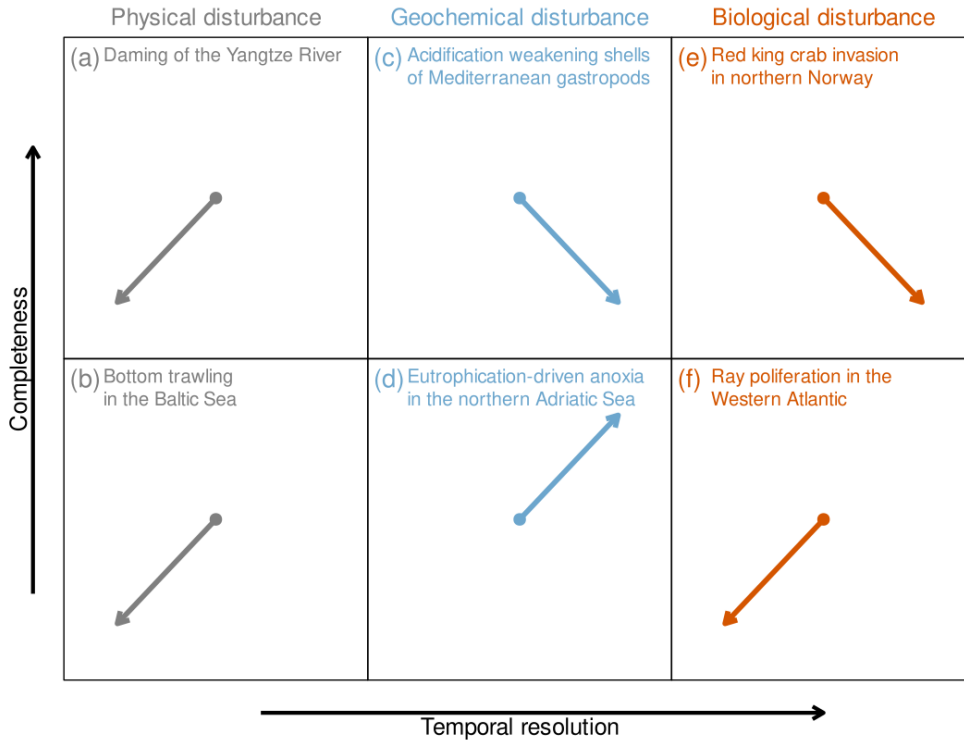 Physical disturbance
Geochemical disturbance
Biological disturbance
(a) Daming of the Yangtze River
(c) Acidification weakening shells
of Mediterranean gastropods
(e) Red king crab invasion
in northern Norway
(b) Bottom trawling
in the Baltic Sea
(d) Eutrophication-driven anoxia
in the northern Adriatic Sea
(f) Ray poliferation in the
Western Atlantic
Completeness
Temporal resolution